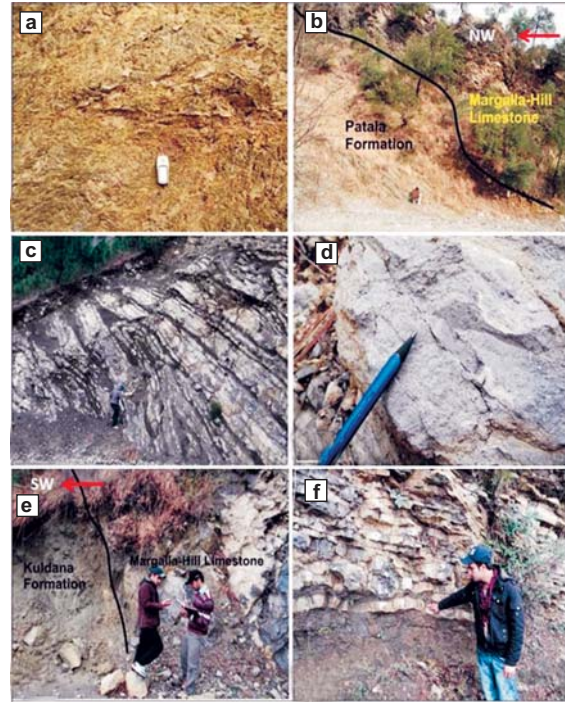 a
b
NW
Margalla-Hill
Limestone
Patala
Formation
c
d
SW
e
f
Kuldana
Formation
Margalla-Hill Limestone